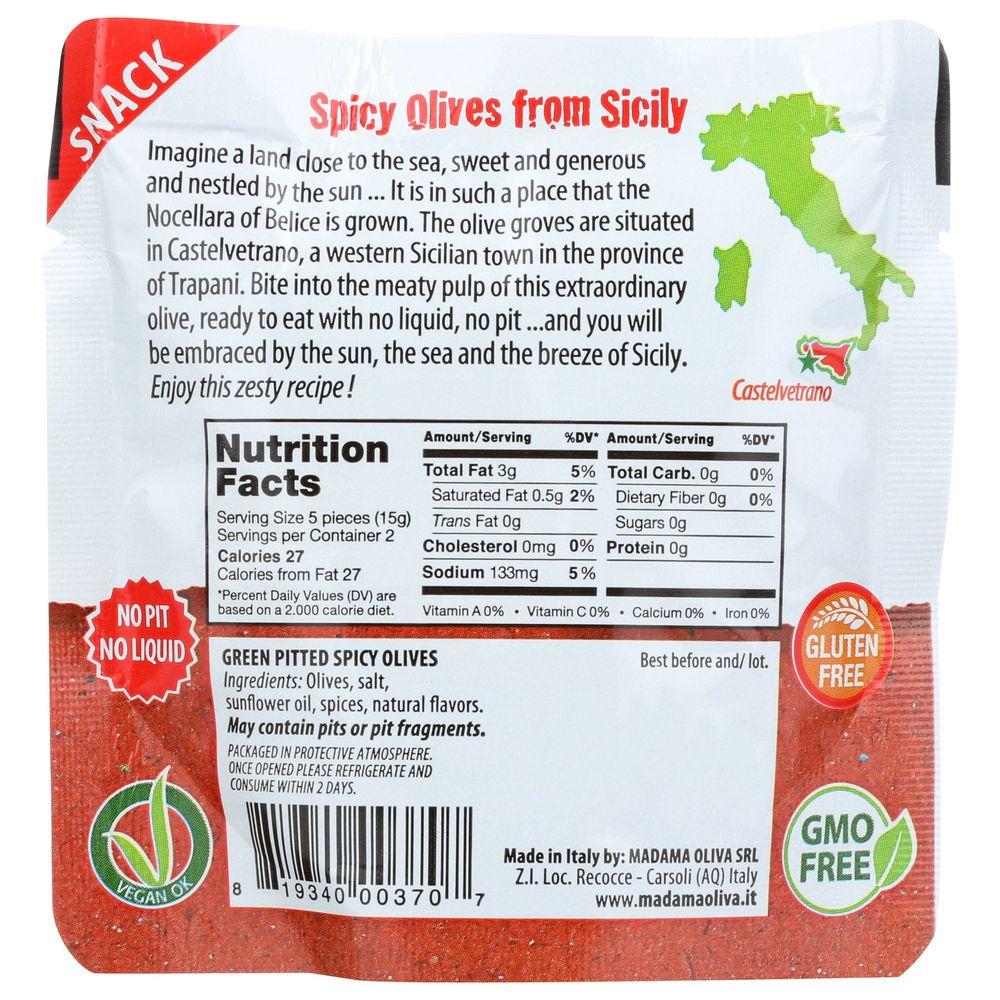 SNACK
Spicy Olives from Sicily
Imagine a land close to the sea, sweet and generous
and nestled by the sun ... It is in such a place that the
Nocellara of Belice is grown. The olive groves are situated
in Castelvetrano, a western Sicilian town in the province
of Trapani. Bite into the meaty pulp of this extraordinary
olive, ready to eat with no liquid, no pit ...and you will
be embraced by the sun, the sea and the breeze of Sicily.
Enjoy this zesty recipe !
Castelvetrano
Nutrition
Facts
Serving Size 5 pieces (15g)
Servings per Container 2
Calories 27
Calories from Fat 27
*Percent Daily Values (DV) are
based on a 2.000 calorie diet.
Amount/Serving %DV*
Total Fat 3g 5%
Saturated Fat 0.5g 2%
Trans Fat 0g
Cholesterol 0mg 0%
Sodium 133mg 5%
Amount/Serving %DV*
Total Carb. 0g 0%
Dietary Fiber 0g 0%
Sugars 0g
Protein 0g
Vitamin A 0% • Vitamin C 0% • Calcium 0% • Iron 0%
NO PIT
NO LIQUID
GREEN PITTED SPICY OLIVES
Ingredients: Olives, salt,
sunflower oil, spices, natural flavors.
May contain pits or pit fragments.
PACKAGED IN PROTECTIVE ATMOSPHERE.
ONCE OPENED PLEASE REFRIGERATE AND
CONSUME WITHIN 2 DAYS.
Best before and/ lot.
GLUTEN
FREE
VEGAN OK
8 19340 00370 7
Made in Italy by: MADAMA OLIVA SRL
Z.I. Loc. Recocce - Carsoli (AQ) Italy
www.madamaoliva.it
GMO
FREE